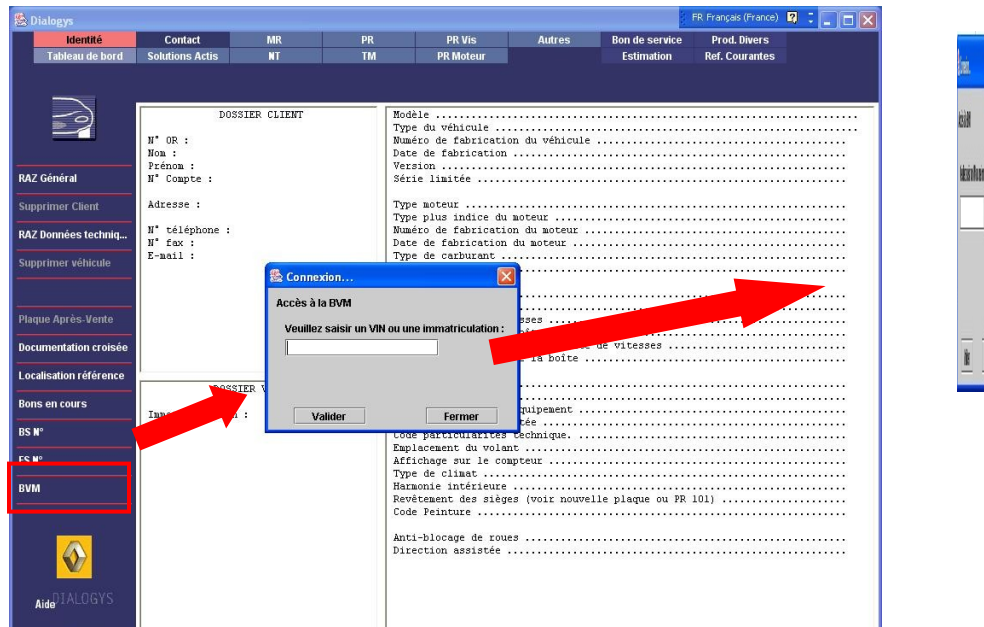 Dialogys
FR Français (France)
Identité Contact MR PR PR Vis Autres Bon de service Prod. Divers
Tableau de bord Solutions Actis NT TM PR Moteur Estimation Ref. Courantes
RAZ Général
Supprimer Client
RAZ Données techniq...
Supprimer véhicule
Plaque Après-Vente
Documentation croisée
Localisation référence
Bons en cours
BS N°
FS N°
BVM
Aide DIALOGYS
DOSSIER CLIENT
N° OR :
Nom :
Prénom :
N° Compte :
Adresse :
N° téléphone :
N° fax :
E-mail :
DOSSIER
Connexion...
Accès à la BVM
Veuillez saisir un VIN ou une immatriculation :
Valider Fermer
Modèle
Type du véhicule
Numéro de fabrication du véhicule
Date de fabrication
Version
Série limitée
Type moteur
Type plus indice du moteur
Numéro de fabrication du moteur
Date de fabrication du moteur
Type de carburant
de vitesses
la boîte
Code particularités technique.
Emplacement du volant
Affichage sur le compteur
Type de climat
Harmonie intérieure
Revêtement des sièges (voir nouvelle plaque ou PR 101)
Code Peinture
Anti-blocage de roues
Direction assistée